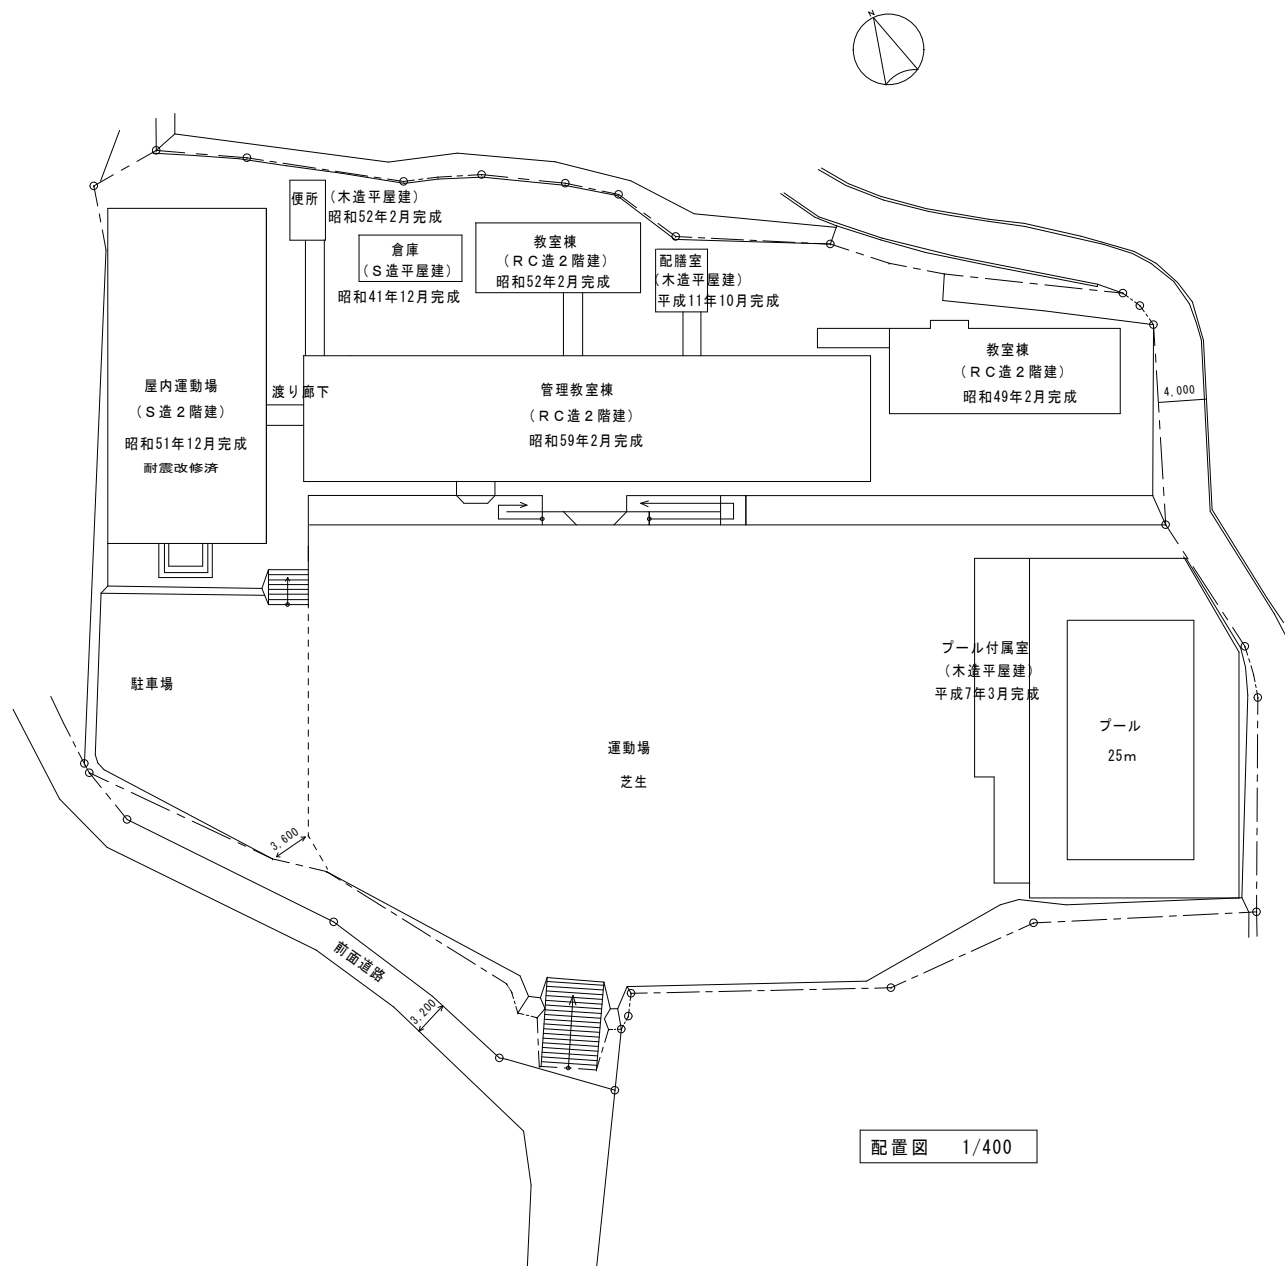 N
便所
（木造平屋建）
昭和52年2月完成
倉庫
（Ｓ造平屋建）
昭和41年12月完成
教室棟
（ＲＣ造２階建）
昭和52年2月完成
配膳室
（木造平屋建）
平成11年10月完成
教室棟
（ＲＣ造２階建）
昭和49年2月完成
4,000
屋内運動場
（Ｓ造２階建）
昭和51年12月完成
耐震改修済
渡り廊下
管理教室棟
（ＲＣ造２階建）
昭和59年2月完成
駐車場
運動場
芝生
プール付属室
（木造平屋建）
平成7年3月完成
プール
25m
3,600
前面道路
3,200
配置図　1/400